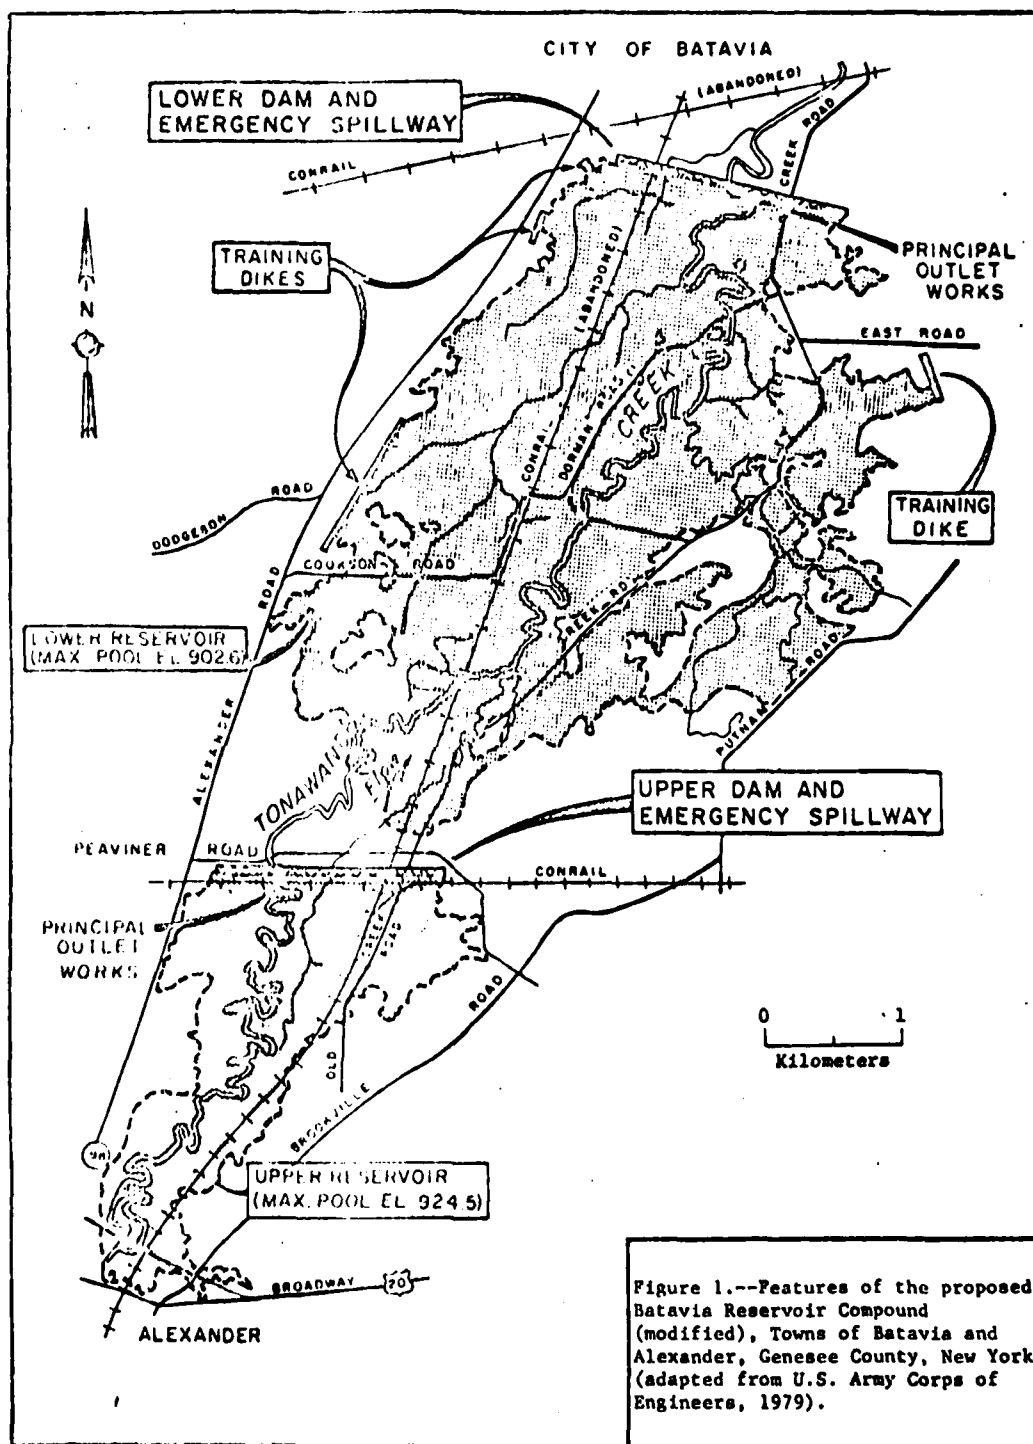 CITY OF BATAVIA
(ABANDONED)
LOWER DAM AND
EMERGENCY SPILLWAY
CREEK ROAD
CONRAIL
TRAINING
DIKES
(ABANDONED)
PRINCIPAL
OUTLET
WORKS
N
EAST ROAD
CREEK
DORMAN
CONRAIL
TRAINING
DIKE
DODGESON ROAD
COOKSON ROAD
ROAD
CREEK RD
LOWER RESERVOIR
(MAX. POOL EL 902.6)
PUTNAM ROAD
ALEXANDER
TONAWAN
UPPER DAM AND
EMERGENCY SPILLWAY
PEAVINER ROAD
CONRAIL
PRINCIPAL
OUTLET
WORKS
CREEK
ROAD
ROAD
0 1
Kilometers
OLD
BROOKVILLE
98
UPPER RESERVOIR
(MAX. POOL EL 924.5)
BROADWAY 20
ALEXANDER
Figure 1.--Features of the proposed
Batavia Reservoir Compound
(modified), Towns of Batavia and
Alexander, Genesee County, New York
(adapted from U.S. Army Corps of
Engineers, 1979).